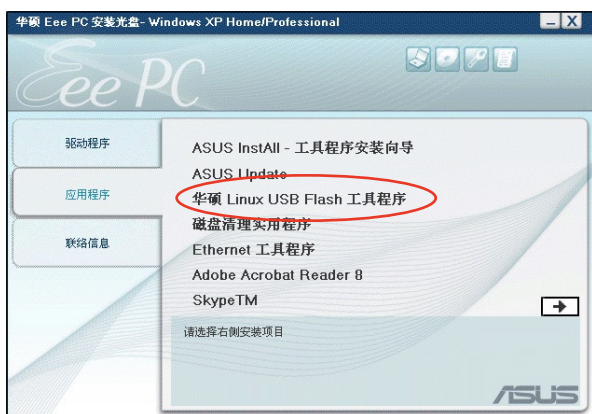 华硕 Eee PC 安装光盘- Windows XP Home/Professional
Eee PC
驱动程序
应用程序
联络信息
ASUS InstAll - 工具程序安装向导
ASUS Update
华硕 Linux USB Flash 工具程序
磁盘清理实用程序
Ethernet 工具程序
Adobe Acrobat Reader 8
SkypeTM
请选择右侧安装项目
ASUS